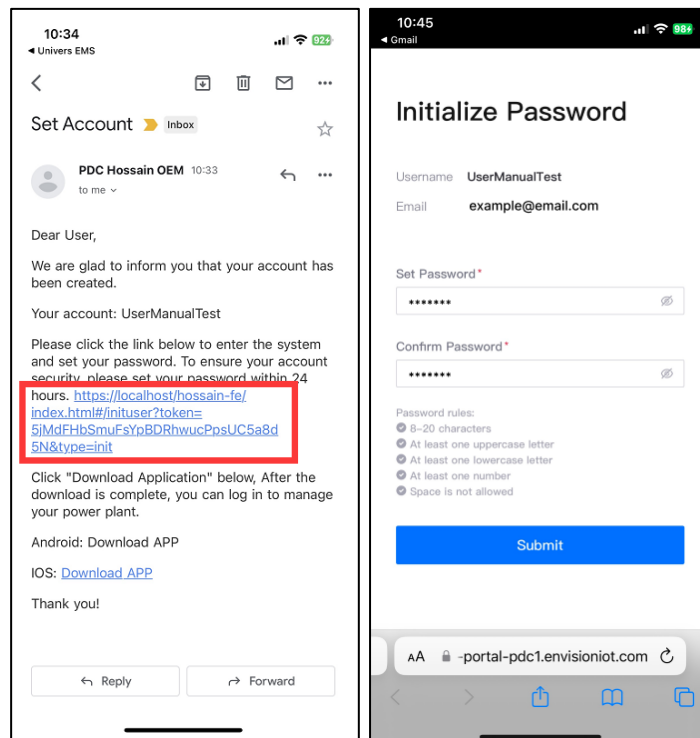 10:34
92
◀ Univers EMS
Set Account
Inbox
PDC Hossain OEM 10:33
to me
Dear User,
We are glad to inform you that your account has
been created.
Your account: UserManualTest
Please click the link below to enter the system
and set your password. To ensure your account
security, please set your password within 24
hours. https://localhost/hossain-fe/
index.html#/inituser?token=
5jMdFHbSmuFsYpBDRhwucPpsUC5a8d
5N&type=init
Click "Download Application" below, After the
download is complete, you can log in to manage
your power plant.
Android: Download APP
IOS: Download APP
Thank you!
Reply
Forward
10:45
98
◀ Gmail
Initialize Password
Username UserManualTest
Email example@email.com
Set Password*
•••••••
Confirm Password*
•••••••
Password rules:
8-20 characters
At least one uppercase letter
At least one lowercase letter
At least one number
Space is not allowed
Submit
AA -portal-pdc1.envisioniot.com